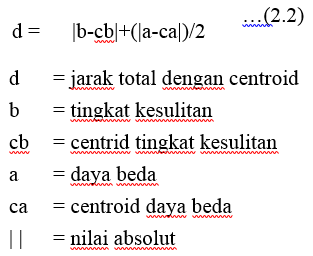 d = |b-cb|+(|a-ca|)/2 …(2.2)
d = jarak total dengan centroid
b = tingkat kesulitan
cb = centrid tingkat kesulitan
a = daya beda
ca = centroid daya beda
| | = nilai absolut